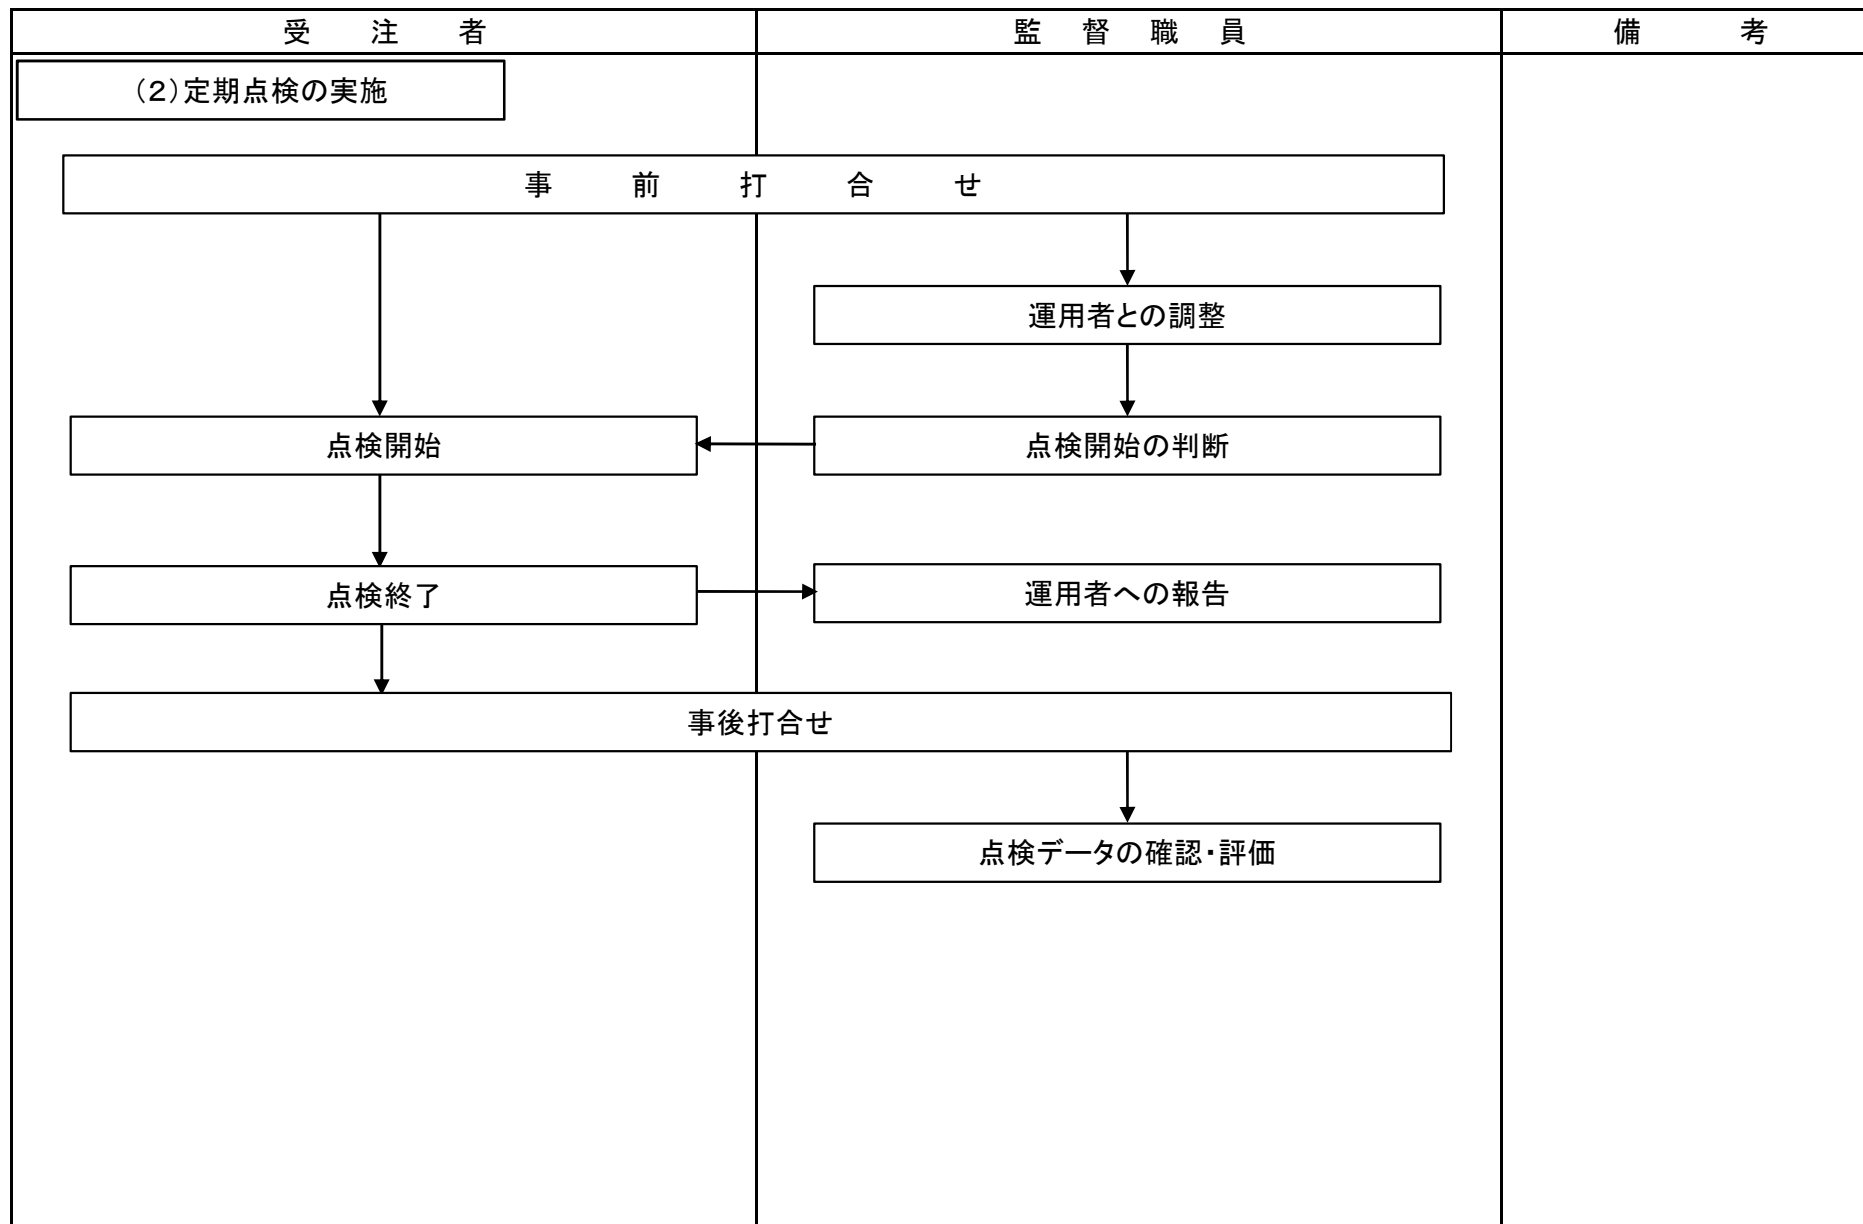 受注者 監督職員 備考
（２）定期点検の実施
事前打合せ
運用者との調整
点検開始 点検開始の判断
点検終了 運用者への報告
事後打合せ
点検データの確認・評価